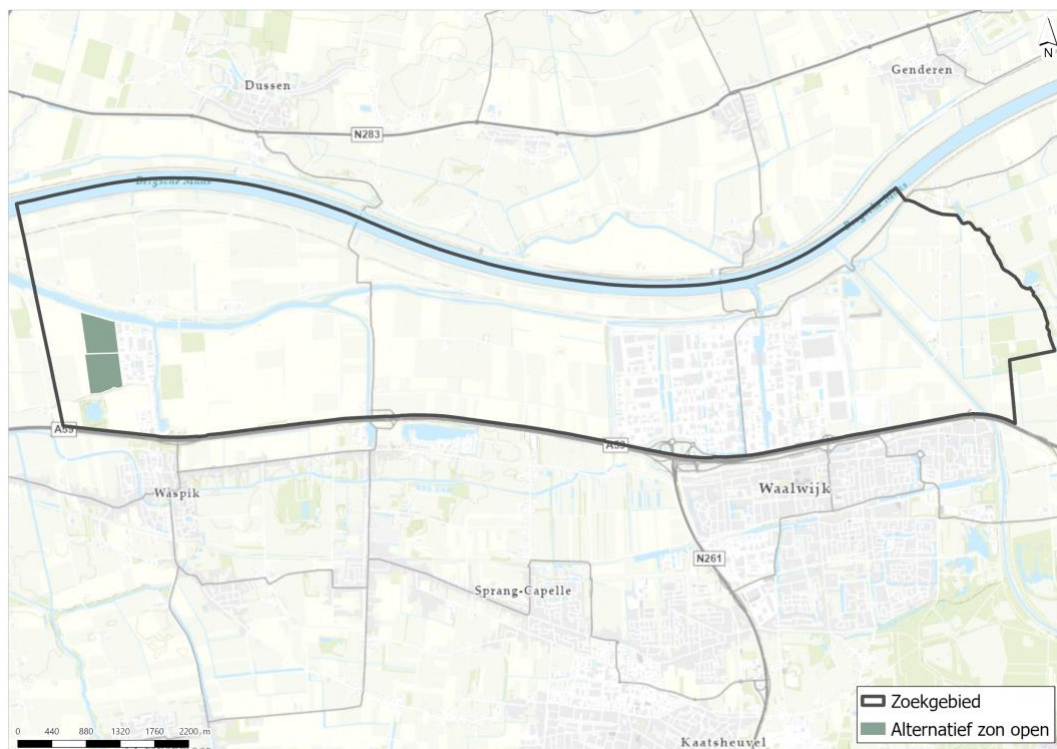 N
Genderen
Dussen
N283
Bergsche Maas
A59
A59
Waspik
Waalwijk
N261
Sprang-Capelle
Zoekgebied
Alternatief zon open
0 440 880 1320 1760 2200 m
Kaatsheuvel